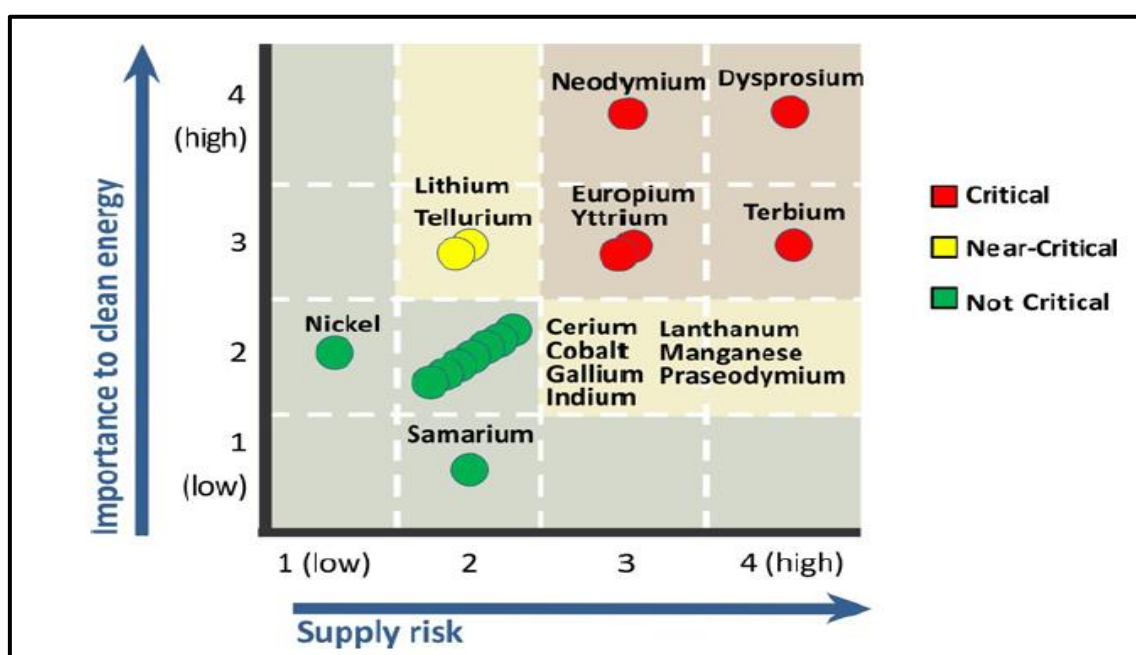 Importance to clean energy
4
(high)
3
2
1
(low)
Neodymium
Dysprosium
Lithium
Tellurium
Europium
Yttrium
Terbium
Nickel
Cerium
Cobalt
Gallium
Indium
Lanthanum
Manganese
Praseodymium
Samarium
1 (low)
2
3
4 (high)
Supply risk
Critical
Near-Critical
Not Critical